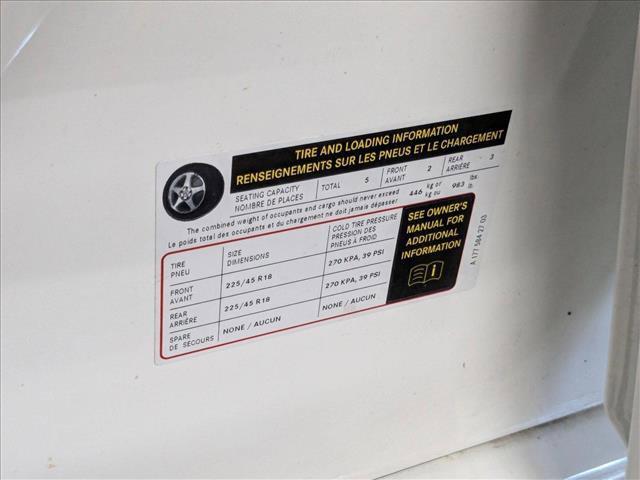 TIRE AND LOADING INFORMATION
RENSEIGNEMENTS SUR LES PNEUS ET LE CHARGEMENT
SEATING CAPACITY
NOMBRE DE PLACES
TOTAL 5
FRONT
AVANT
2
REAR
ARRIÈRE
3
The combined weight of occupants and cargo should never exceed
Le poids total des occupants et du chargement ne doit jamais dépasser
446 kg or
kg ou
983 lbs.
lb.
TIRE
PNEU
SIZE
DIMENSIONS
COLD TIRE PRESSURE
PRESSION DES
PNEUS À FROID
FRONT
AVANT
225/45 R18
270 KPA, 39 PSI
REAR
ARRIÈRE
225/45 R18
270 KPA, 39 PSI
SPARE
DE SECOURS
NONE / AUCUN
NONE / AUCUN
SEE OWNER'S
MANUAL FOR
ADDITIONAL
INFORMATION
A 177 584 27 03